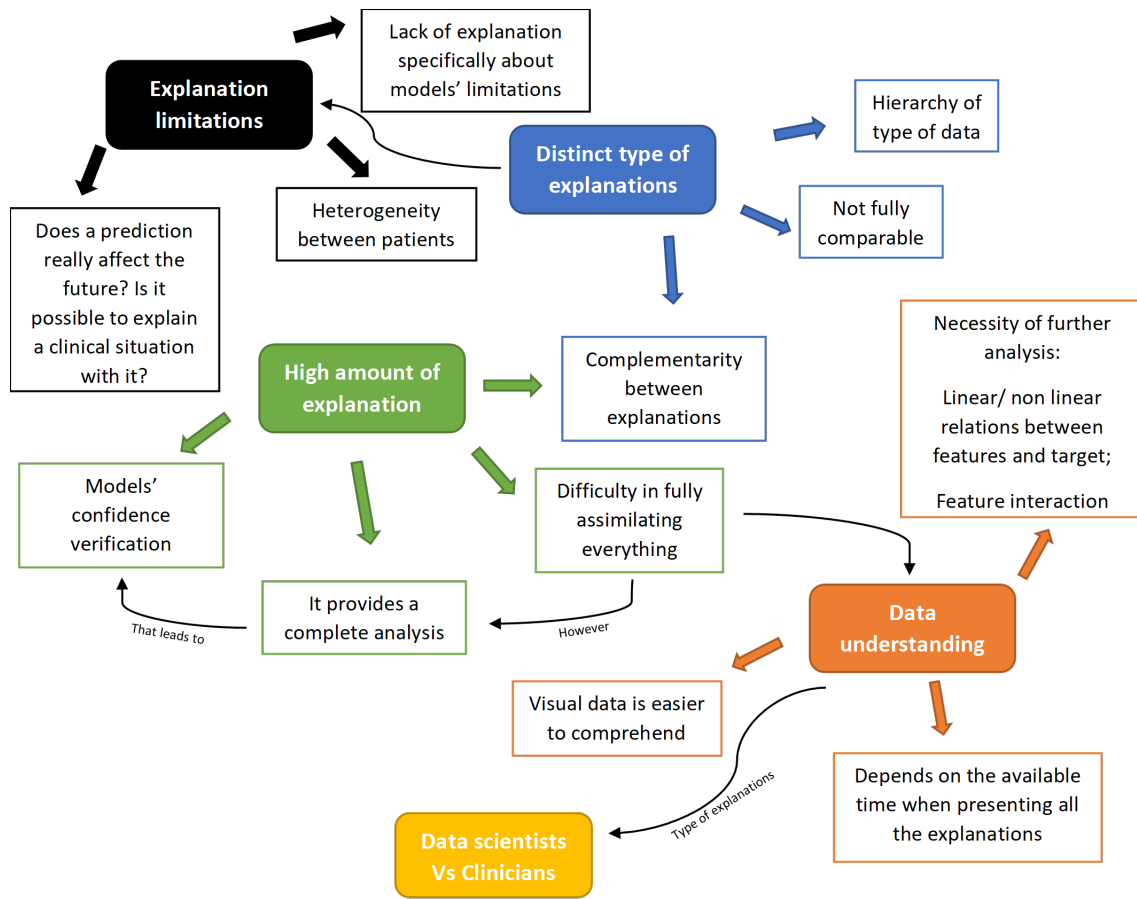 Lack of explanation
specifically about
models’ limitations
Explanation
limitations
Hierarchy of
type of data
Distinct type of
explanations
Heterogeneity
between patients
Not fully
comparable
Does a prediction
really affect the
future? Is it
possible to explain
a clinical situation
with it?
Necessity of further
analysis:
Linear/ non linear
relations between
features and target;
Feature interaction
High amount of
explanation
Complementarity
between
explanations
Models’
confidence
verification
Difficulty in fully
assimilating
everything
It provides a
complete analysis
That leads to
However
Data
understanding
Visual data is easier
to comprehend
Depends on the available
time when presenting all
the explanations
Type of explanations
Data scientists
Vs Clinicians